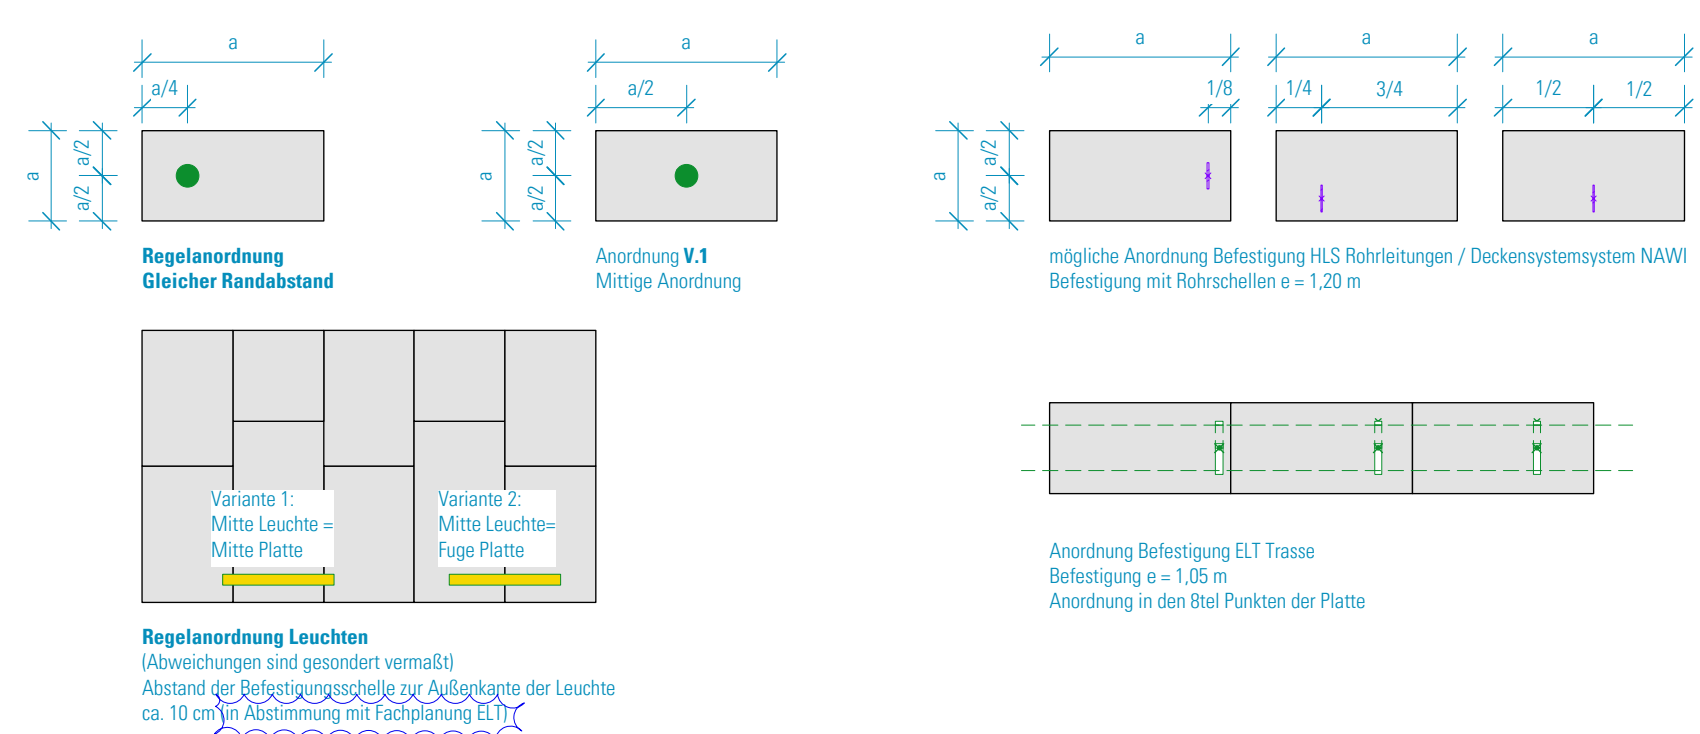 a
a/4
a
a/2
a/2
Regelanordnung
Gleicher Randabstand
a
a/2
a
a/2
a/2
Anordnung V.1
Mittige Anordnung
a
1/8
a
1/4
3/4
a
1/2
1/2
a
a/2
a/2
mögliche Anordnung Befestigung HLS Rohrleitungen / Deckensystemsystem NAWI
Befestigung mit Rohrschellen e = 1,20 m
Variante 1:
Mitte Leuchte =
Mitte Platte
Variante 2:
Mitte Leuchte=
Fuge Platte
Regelanordnung Leuchten
(Abweichungen sind gesondert vermaßt)
Abstand der Befestigungsschelle zur Außenkante der Leuchte
ca. 10 cm (in Abstimmung mit Fachplanung ELT)
Anordnung Befestigung ELT Trasse
Befestigung e = 1,05 m
Anordnung in den 8tel Punkten der Platte